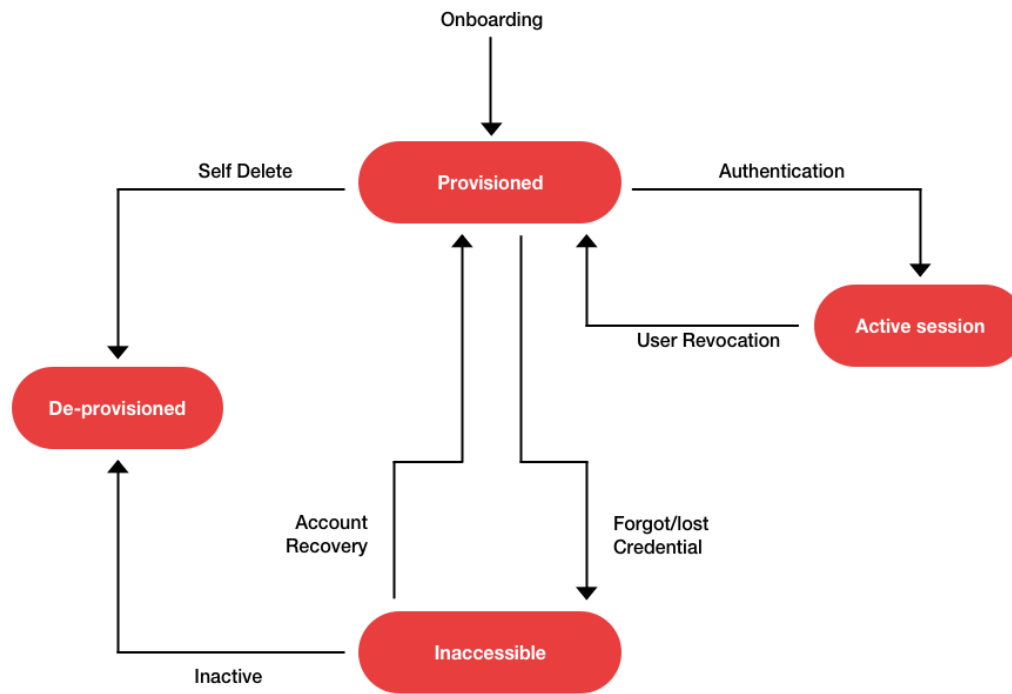 Onboarding
Self Delete
Provisioned
Authentication
Active session
User Revocation
De-provisioned
Account
Recovery
Forgot/lost
Credential
Inaccessible
Inactive